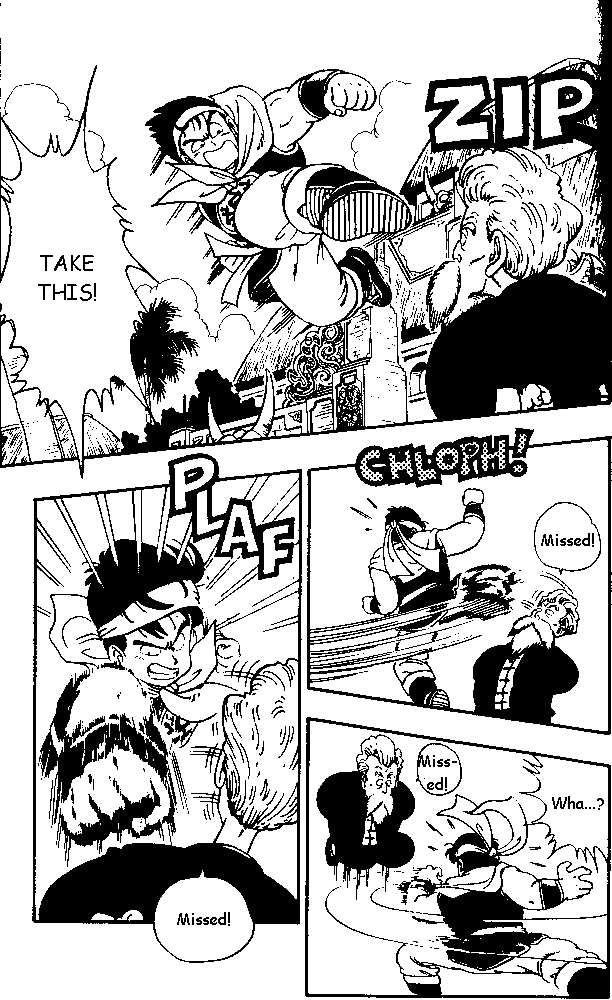 ZIP
TAKE
THIS!
PLAF
Missed!
CHLOPH!
Missed!
Miss-
ed!
Wha...?